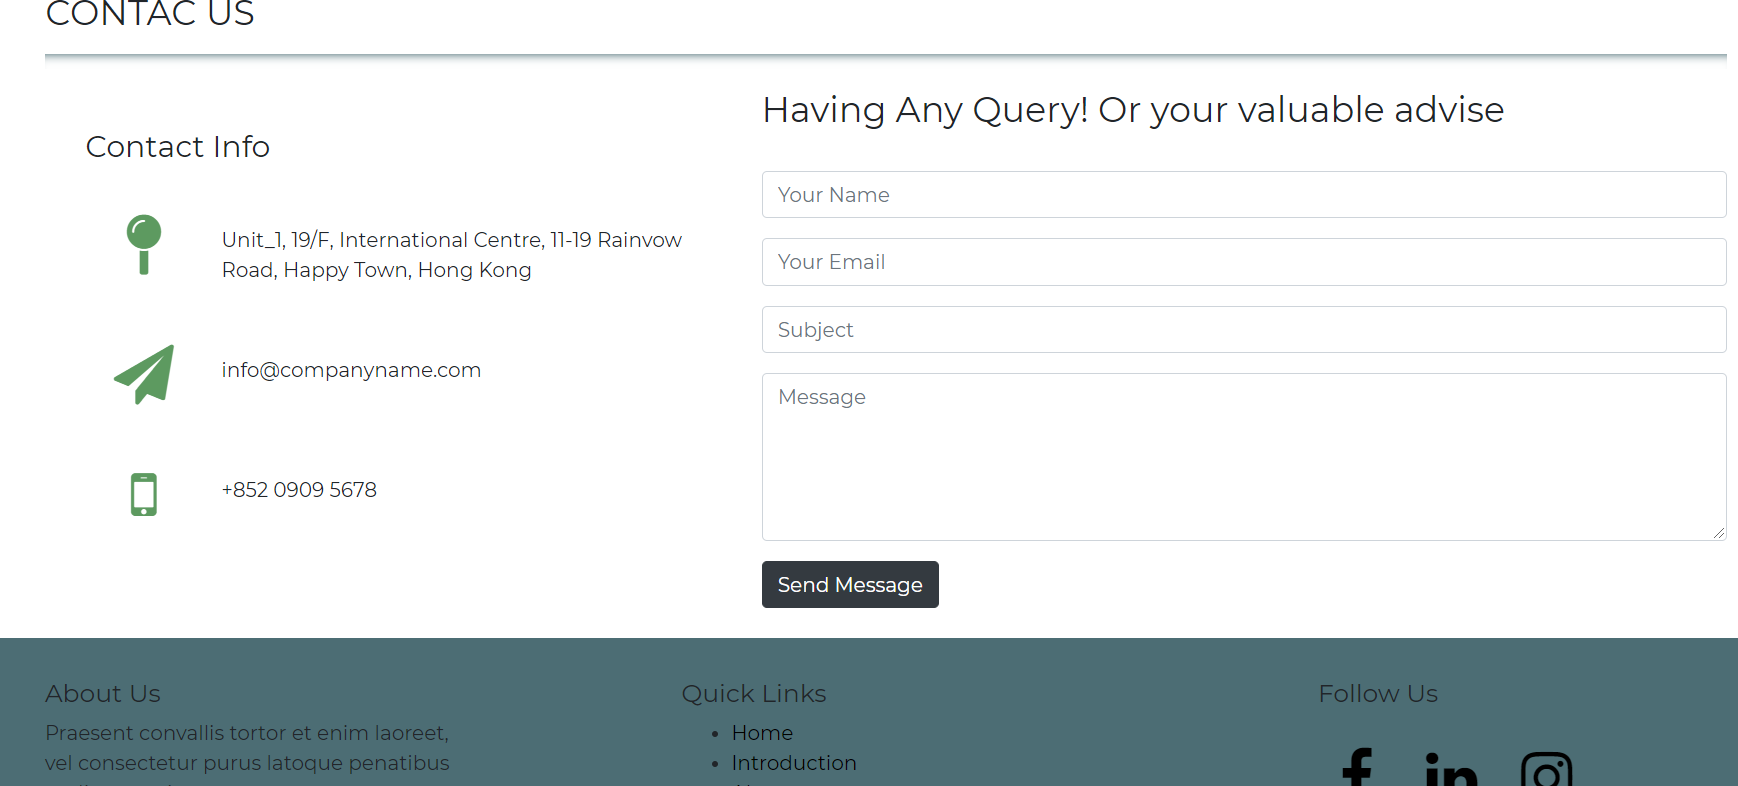 CONTAC US
Contact Info
Unit_1, 19/F, International Centre, 11-19 Rainvow
Road, Happy Town, Hong Kong
info@companyname.com
+852 0909 5678
Having Any Query! Or your valuable advise
Your Name
Your Email
Subject
Message
Send Message
About Us
Praesent convallis tortor et enim laoreet,
vel consectetur purus latoque penatibus
Quick Links
Home
Introduction
Follow Us